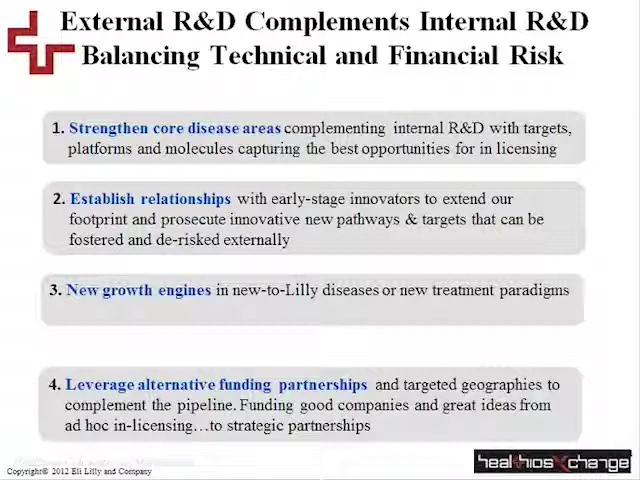 External R&D Complements Internal R&D
Balancing Technical and Financial Risk
1. Strengthen core disease areas complementing internal R&D with targets,
platforms and molecules capturing the best opportunities for in licensing
2. Establish relationships with early-stage innovators to extend our
footprint and prosecute innovative new pathways & targets that can be
fostered and de-risked externally
3. New growth engines in new-to-Lilly diseases or new treatment paradigms
4. Leverage alternative funding partnerships and targeted geographies to
complement the pipeline. Funding good companies and great ideas from
ad hoc in-licensing…to strategic partnerships
Copyright© 2012 Eli Lilly and Company
healthiosXchange